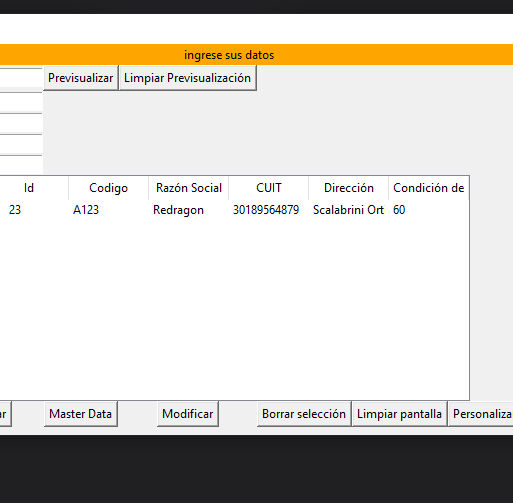 ingrese sus datos
Previsualizar Limpiar Previsualización
Id Codigo Razón Social CUIT Dirección Condición de
23 A123 Redragon 30189564879 Scalabrini Ort 60
ar Master Data Modificar Borrar selección Limpiar pantalla Personaliza